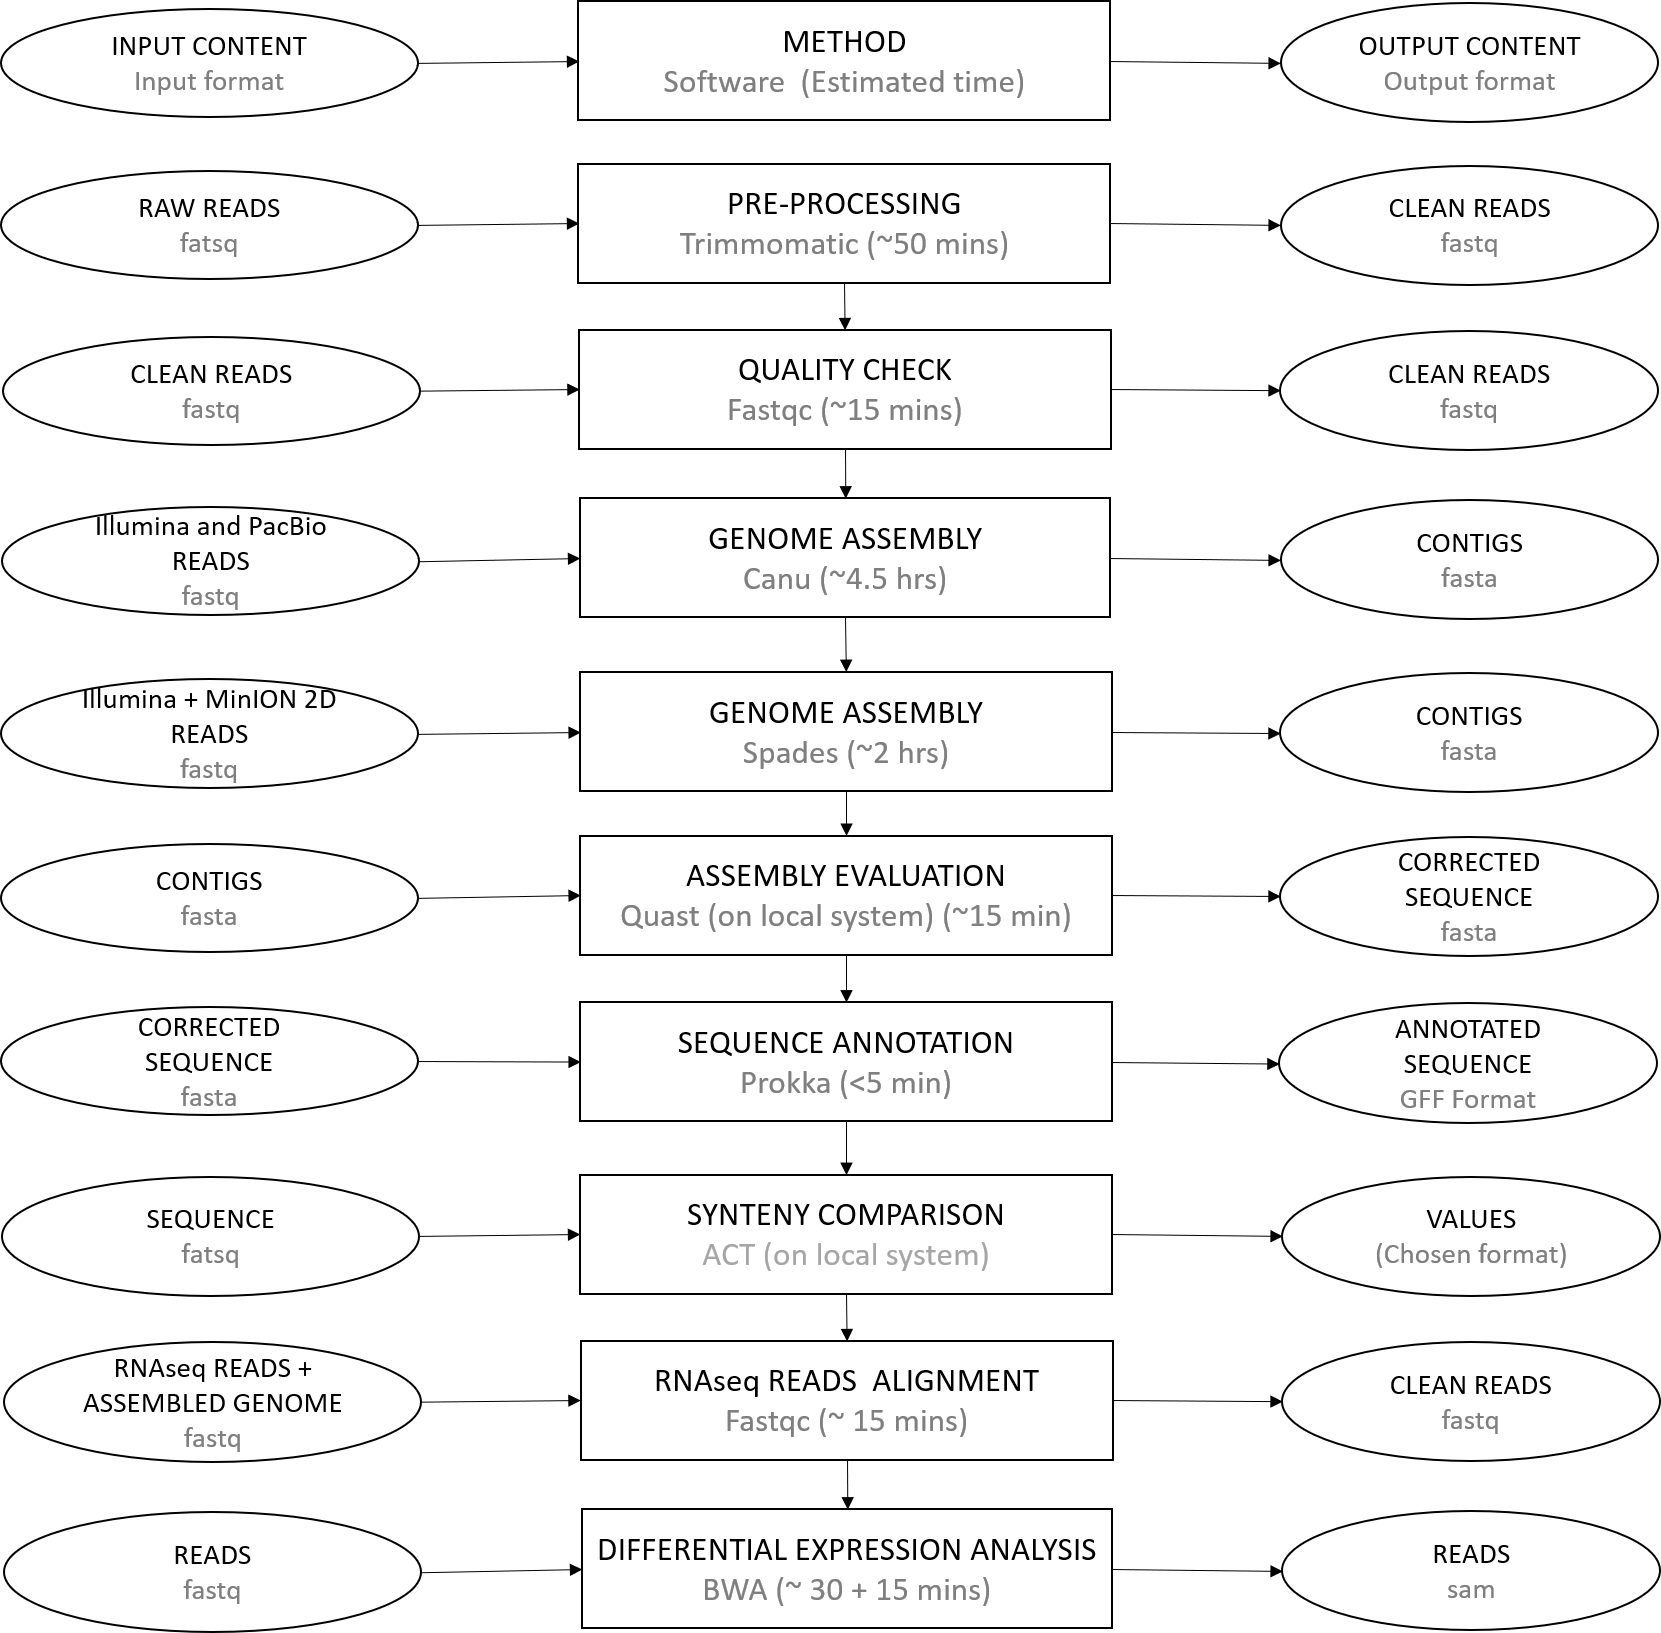 INPUT CONTENT
Input format
METHOD
Software  (Estimated time)
OUTPUT CONTENT
Output format
RAW READS
fatsq
PRE-PROCESSING
Trimmomatic (~50 mins)
CLEAN READS
fastq
CLEAN READS
fastq
QUALITY CHECK
Fastqc (~15 mins)
CLEAN READS
fastq
Illumina and PacBio
READS
fastq
GENOME ASSEMBLY
Canu (~4.5 hrs)
CONTIGS
fasta
Illumina + MinION 2D
READS
fastq
GENOME ASSEMBLY
Spades (~2 hrs)
CONTIGS
fasta
CONTIGS
fasta
ASSEMBLY EVALUATION
Quast (on local system) (~15 min)
CORRECTED
SEQUENCE
fasta
CORRECTED
SEQUENCE
fasta
SEQUENCE ANNOTATION
Prokka (<5 min)
ANNOTATED
SEQUENCE
GFF Format
SEQUENCE
fatsq
SYNTENY COMPARISON
ACT (on local system)
VALUES
(Chosen format)
RNAseq READS +
ASSEMBLED GENOME
fastq
RNAseq READS  ALIGNMENT
Fastqc (~ 15 mins)
CLEAN READS
fastq
READS
fastq
DIFFERENTIAL EXPRESSION ANALYSIS
BWA (~ 30 + 15 mins)
READS
sam